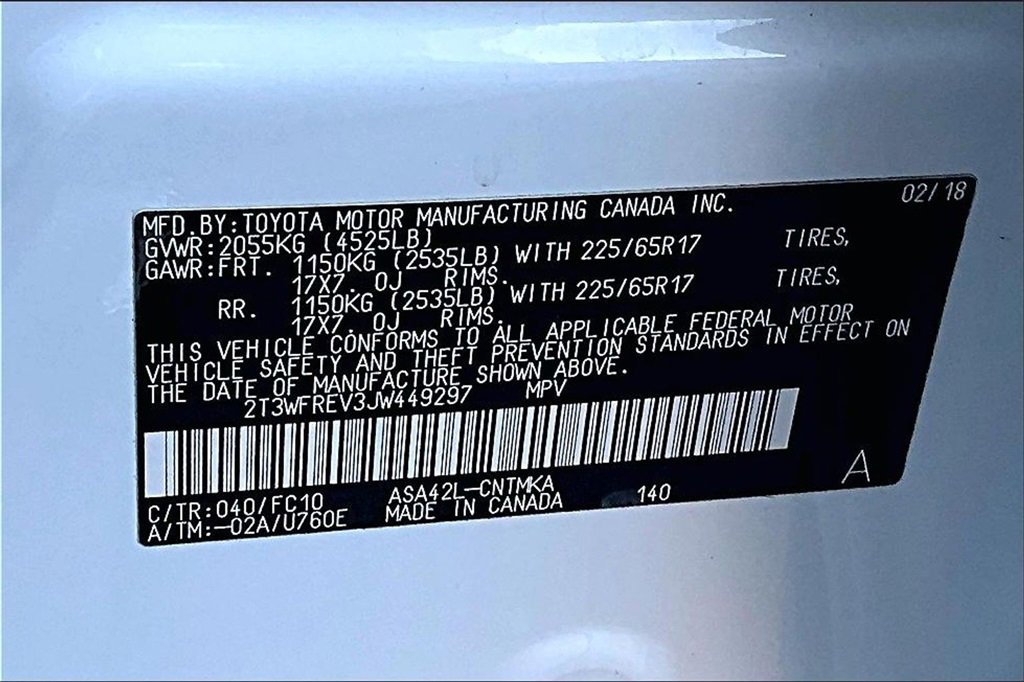 02/18
MFD.BY:TOYOTA MOTOR MANUFACTURING CANADA INC.
GVWR:2055KG (4525LB)
GAWR:FRT. 1150KG (2535LB) WITH 225/65R17 TIRES,
17X7. OJ RIMS.
RR. 1150KG (2535LB) WITH 225/65R17 TIRES,
17X7. OJ RIMS.
THIS VEHICLE CONFORMS TO ALL APPLICABLE FEDERAL MOTOR
VEHICLE SAFETY AND THEFT PREVENTION STANDARDS IN EFFECT ON
THE DATE OF MANUFACTURE SHOWN ABOVE.
2T3WFREV3JW449297 MPV
C/TR:040/FC10 ASA42L-CNTMKA 140 A
A/TM:-02A/U760E MADE IN CANADA